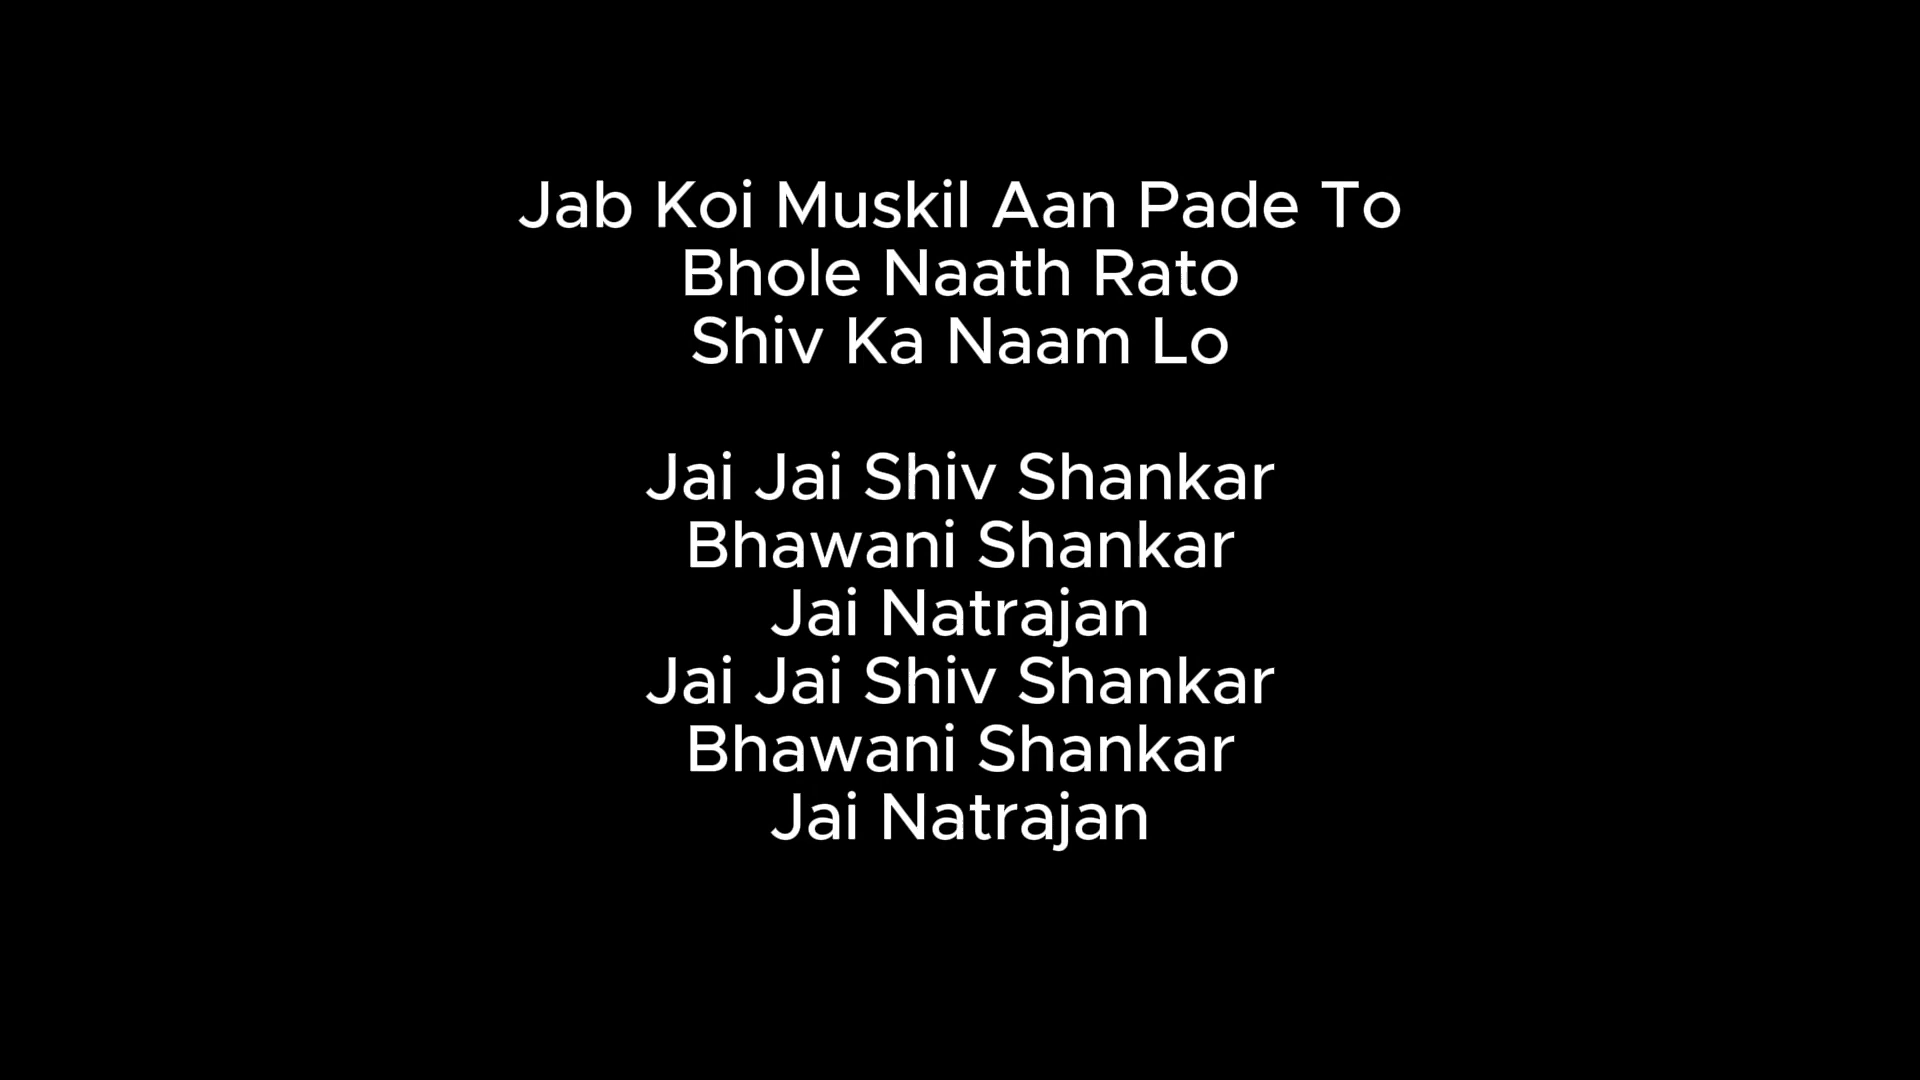 Jab Koi Muskil Aan Pade To
Bhole Naath Rato
Shiv Ka Naam Lo
Jai Jai Shiv Shankar
Bhawani Shankar
Jai Natrajan
Jai Jai Shiv Shankar
Bhawani Shankar
Jai Natrajan